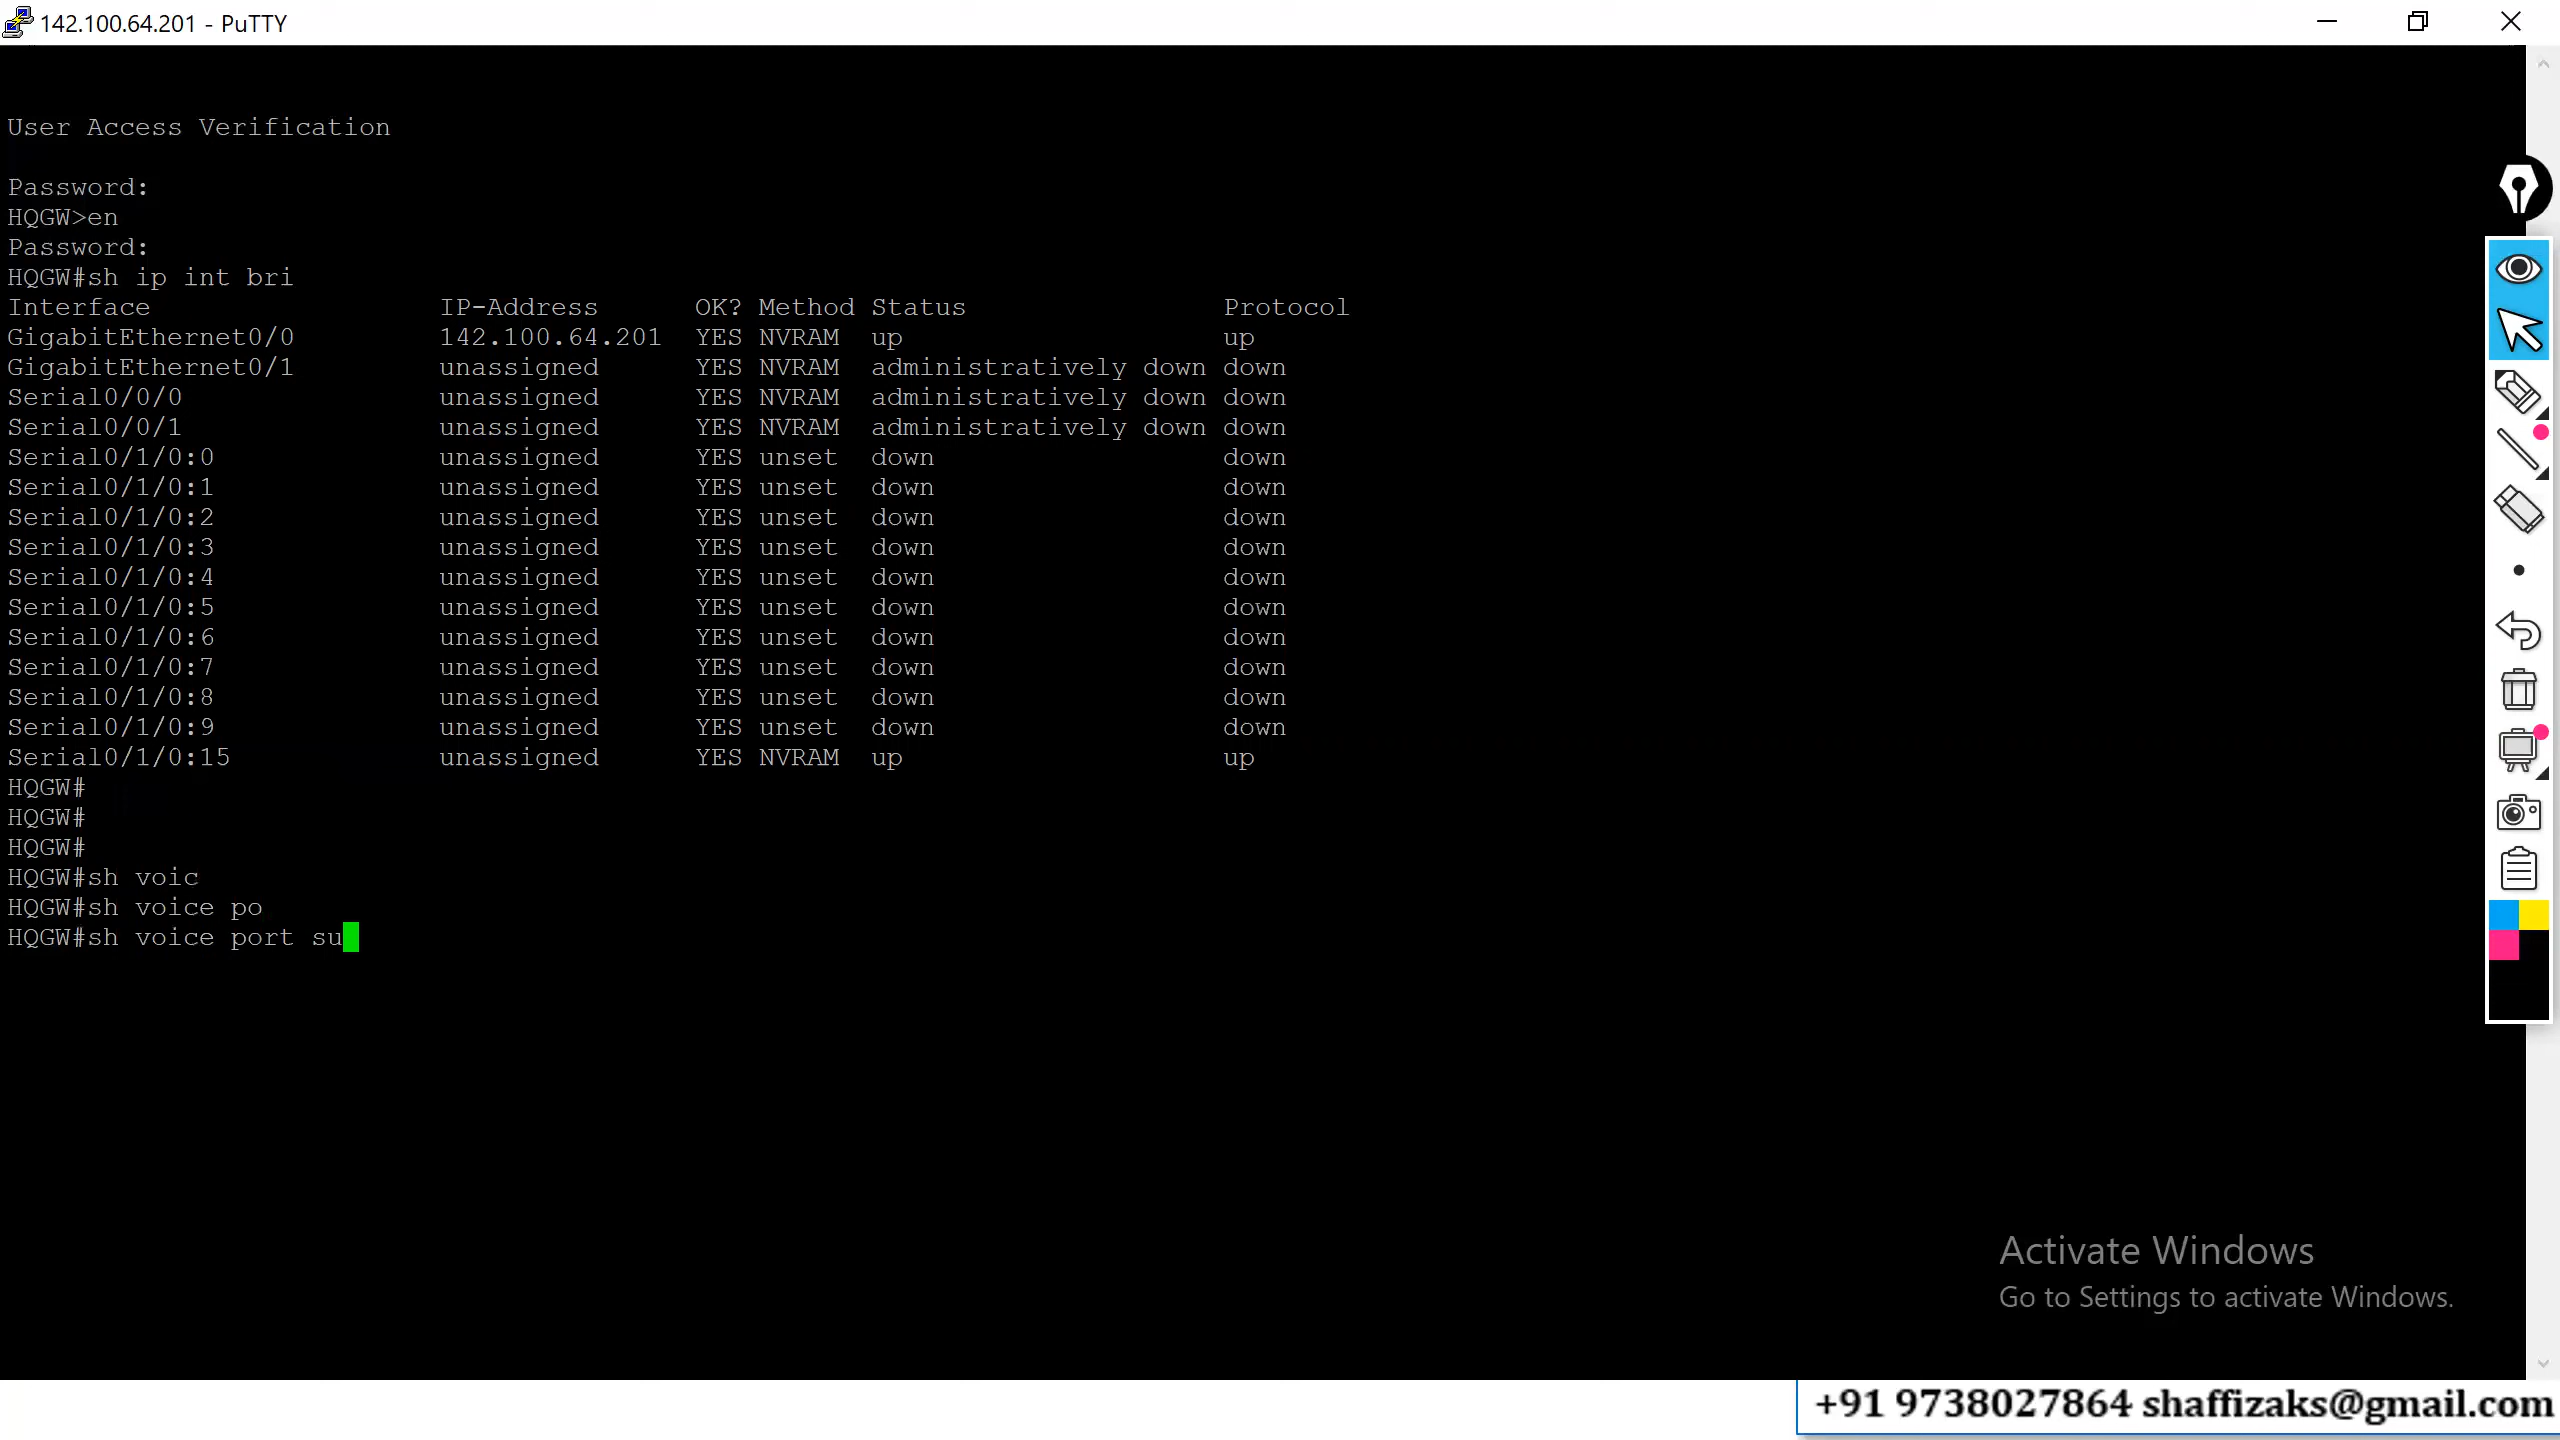 142.100.64.201 - PuTTY
User Access Verification
Password:
HQGW>en
Password:
HQGW#sh ip int bri
Interface IP-Address OK? Method Status Protocol
GigabitEthernet0/0 142.100.64.201 YES NVRAM up up
GigabitEthernet0/1 unassigned YES NVRAM administratively down down
Serial0/0/0 unassigned YES NVRAM administratively down down
Serial0/0/1 unassigned YES NVRAM administratively down down
Serial0/1/0:0 unassigned YES unset down down
Serial0/1/0:1 unassigned YES unset down down
Serial0/1/0:2 unassigned YES unset down down
Serial0/1/0:3 unassigned YES unset down down
Serial0/1/0:4 unassigned YES unset down down
Serial0/1/0:5 unassigned YES unset down down
Serial0/1/0:6 unassigned YES unset down down
Serial0/1/0:7 unassigned YES unset down down
Serial0/1/0:8 unassigned YES unset down down
Serial0/1/0:9 unassigned YES unset down down
Serial0/1/0:15 unassigned YES NVRAM up up
HQGW#
HQGW#
HQGW#
HQGW#sh voic
HQGW#sh voice po
HQGW#sh voice port su
Activate Windows
Go to Settings to activate Windows.
+91 9738027864 shaffizaks@gmail.com